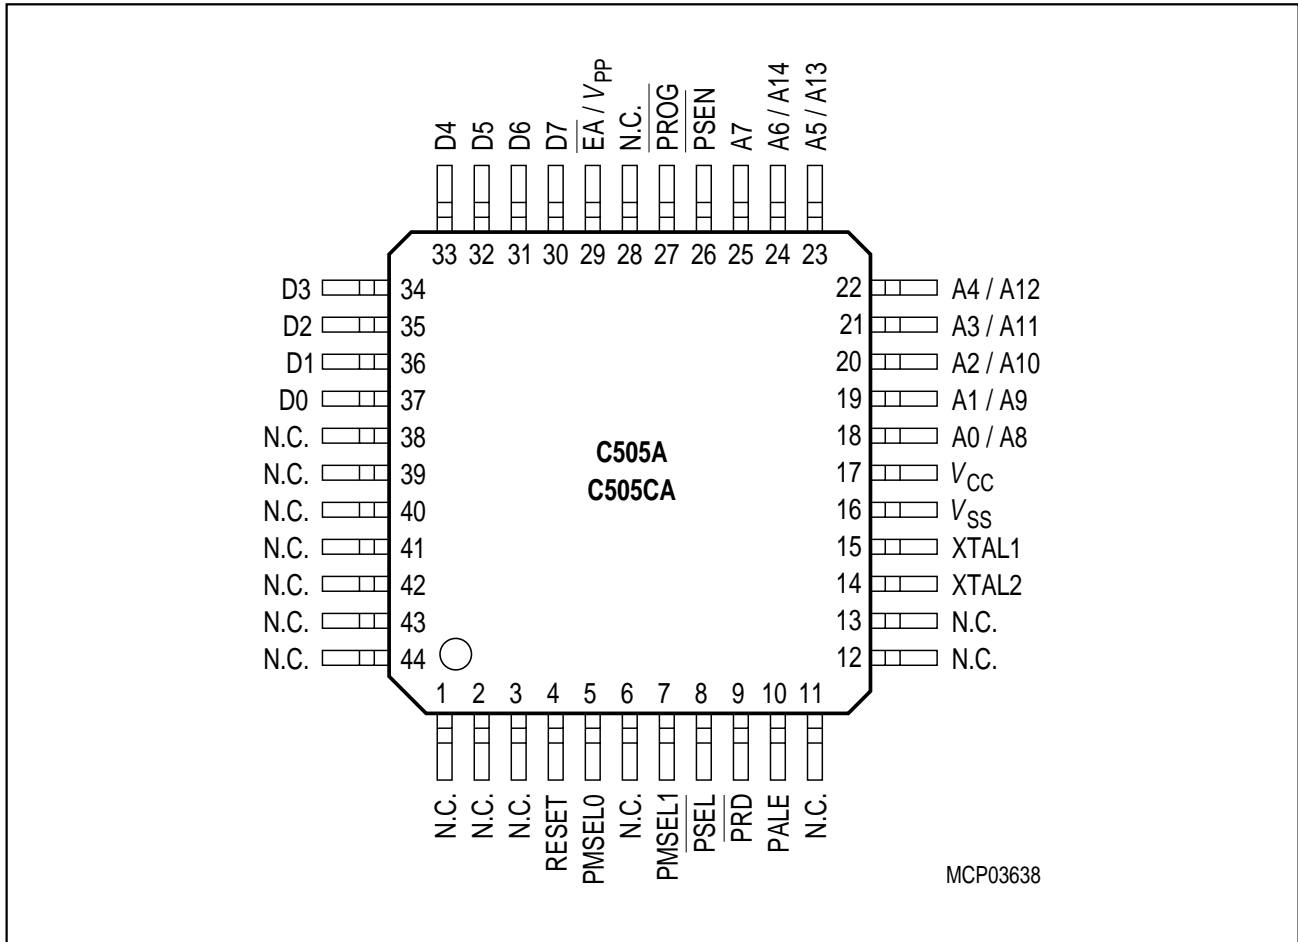 D4
D5
D6
D7
EA / VPP
N.C.
PROG
PSEN
A7
A6 / A14
A5 / A13
33 32 31 30 29 28 27 26 25 24 23
D3 34
D2 35
D1 36
D0 37
N.C. 38
N.C. 39
N.C. 40
N.C. 41
N.C. 42
N.C. 43
N.C. 44
C505A
C505CA
22 A4 / A12
21 A3 / A11
20 A2 / A10
19 A1 / A9
18 A0 / A8
17 VCC
16 VSS
15 XTAL1
14 XTAL2
13 N.C.
12 N.C.
1 2 3 4 5 6 7 8 9 10 11
N.C.
N.C.
N.C.
RESET
PMSEL0
N.C.
PMSEL1
PSEL
PRD
PALE
N.C.
MCP03638